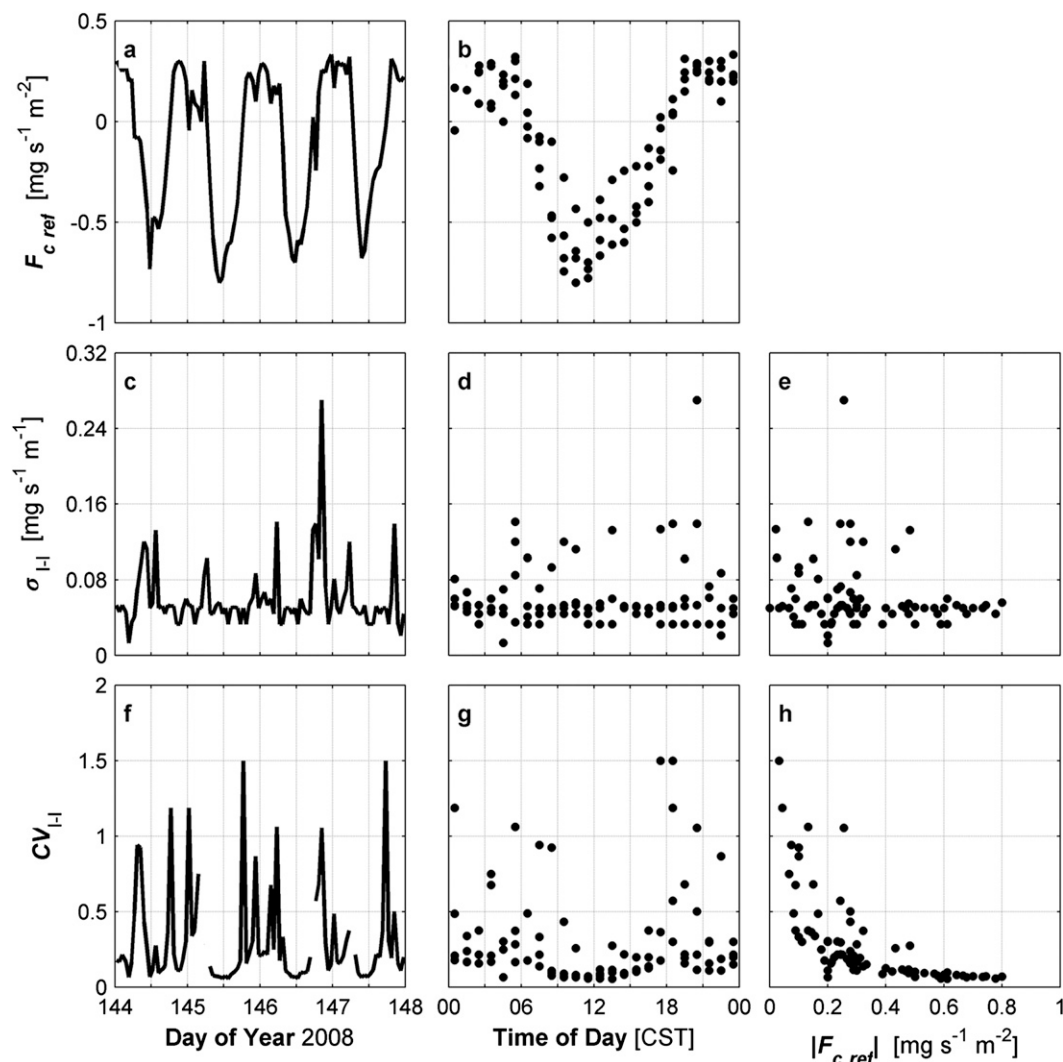 a
b
0.5
0
-0.5
-1
F c ref [mg s-1 m-2]
c
d
e
0.32
0.24
0.16
0.08
0
σ I-I [mg s-1 m-1]
f
g
h
2
1.5
1
0.5
0
CV I-I
144 145 146 147 148
00 06 12 18 00
0 0.2 0.4 0.6 0.8 1
Day of Year 2008
Time of Day [CST]
|F c ref| [mg s-1 m-2]